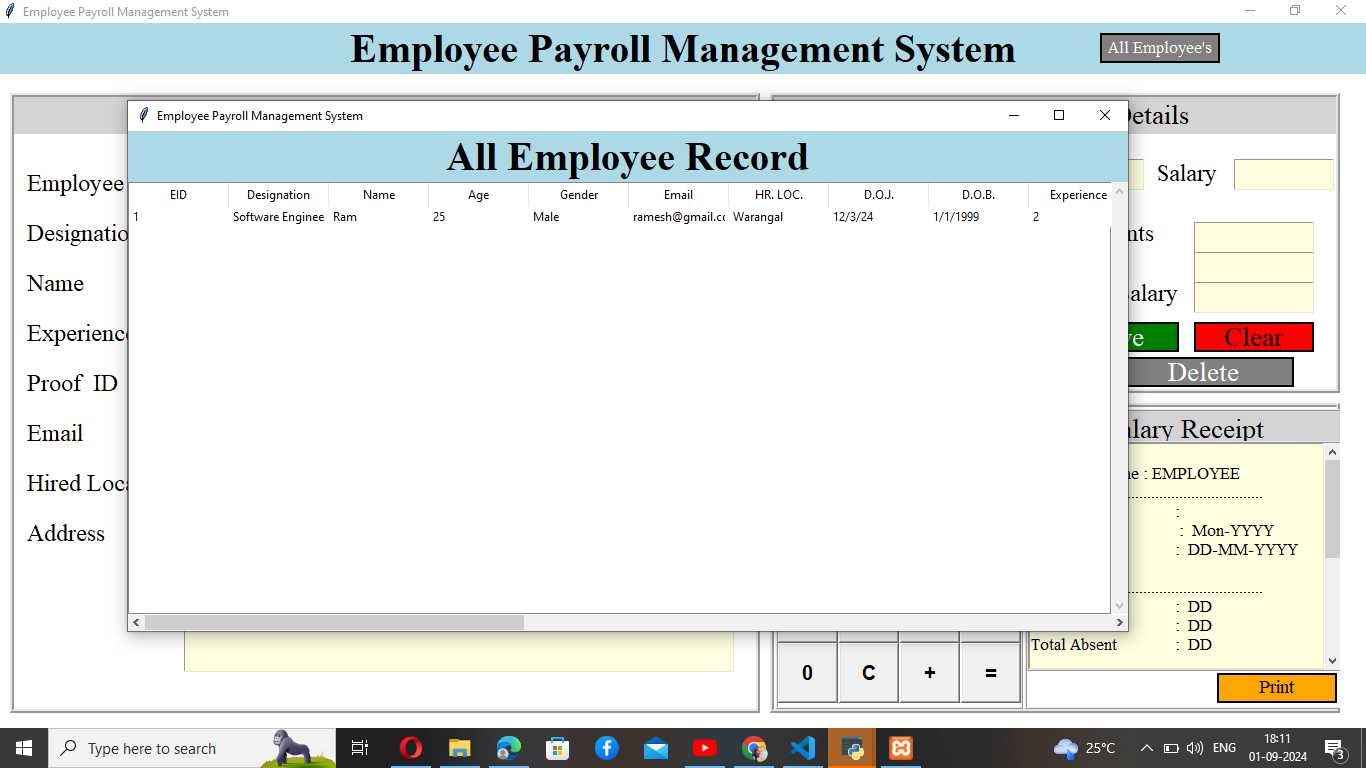 Employee Payroll Management System
Employee Payroll Management System
All Employee's
Employee Payroll Management System
All Employee Record
EID Designation Name Age Gender Email HR. LOC. D.O.J. D.O.B. Experience
1 Software Enginee Ram 25 Male ramesh@gmail.cc Warangal 12/3/24 1/1/1999 2
Details
Employee
Salary
Designatio
nts
Name
alary
Experience
ve
Clear
Proof ID
Delete
Email
alary Receipt
Hired Loca
ne : EMPLOYEE
-----------------------------------
:
Address
: Mon-YYYY
: DD-MM-YYYY
-----------------------------------
: DD
: DD
Total Absent : DD
0 C + =
Print
Type here to search
25°C
ENG
18:11
01-09-2024
3